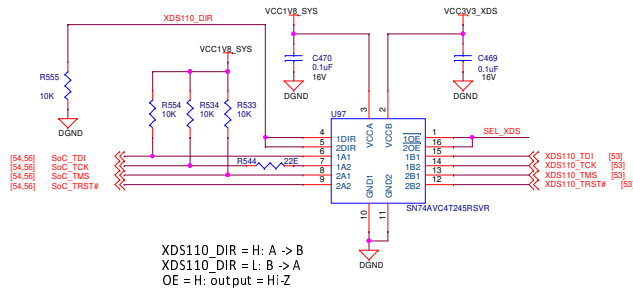 XDS110_DIR
VCC1V8_SYS
VCC3V3_XDS
VCC1V8_SYS
C470
0.1uF
16V
C469
0.1uF
16V
R555
10K
R554
10K
R534
10K
R533
10K
DGND
DGND
DGND
U97
3
2
VCCA
VCCB
4 1DIR
5 2DIR
6 1A1
7 1A2
8 2A1
9 2A2
1OE 1
2OE 16
1B1 15
1B2 14
2B1 13
2B2 12
SEL_XDS
[54,56] SoC_TDI
[54,56] SoC_TCK
[54,56] SoC_TMS
[54,56] SoC_TRST#
R544 22E
XDS110_TDI [53]
XDS110_TCK [53]
XDS110_TMS [53]
XDS110_TRST# [53]
GND1
GND2
10
11
SN74AVC4T245RSVR
DGND
XDS110_DIR = H: A -> B
XDS110_DIR = L: B -> A
OE = H: output = Hi-Z